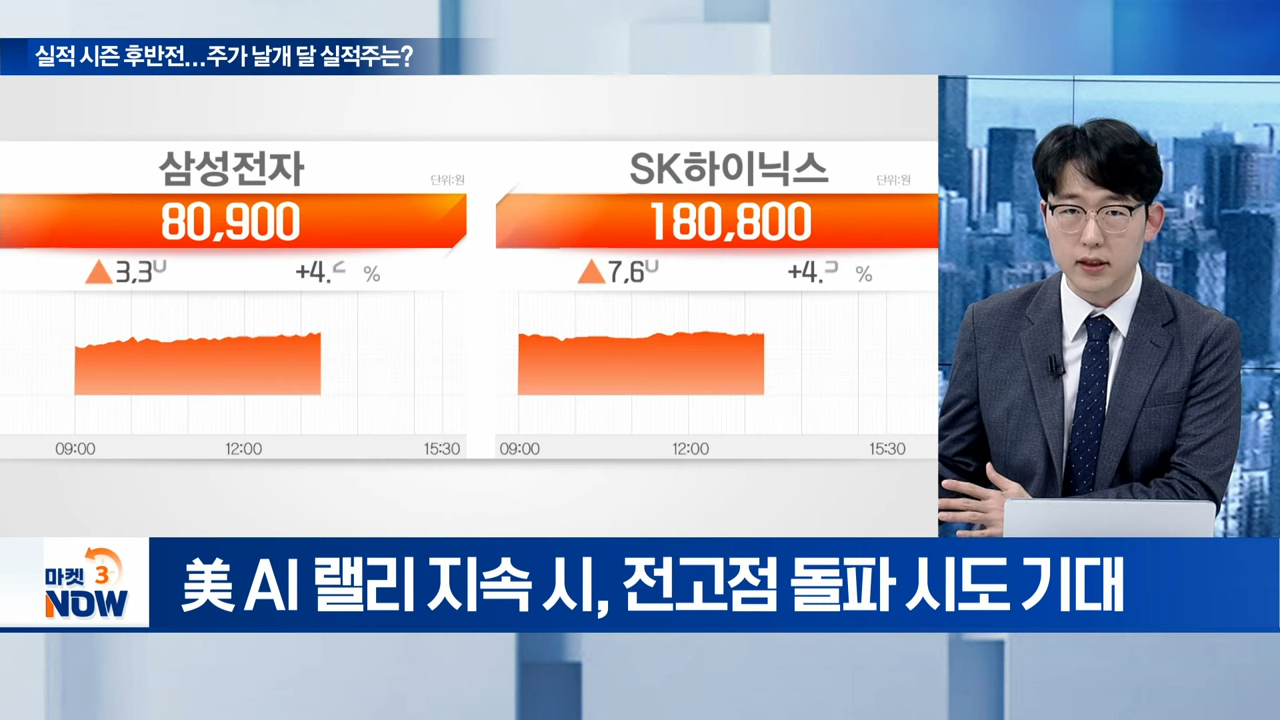 실적 시즌 후반전...주가 날개 달 실적주는?
삼성전자
단위:원
80,900
▲3,3
+4. %
09:00 12:00 15:30
SK하이닉스
단위:원
180,800
▲7,6
+4. %
09:00 12:00 15:30
마켓 3
NOW
美 AI 랠리 지속 시, 전고점 돌파 시도 기대